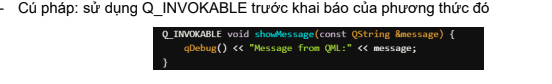 - Cú pháp: sử dụng Q_INVOKABLE trước khai báo của phương thức đó
Q_INVOKABLE void showMessage(const QString &message) {
qDebug() << "Message from QML:" << message;
}